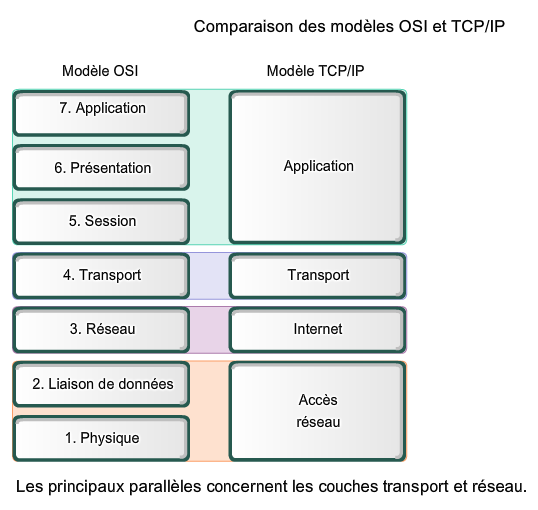 Comparaison des modèles OSI et TCP/IP
Modèle OSI
Modèle TCP/IP
7. Application
6. Présentation
5. Session
Application
4. Transport
Transport
3. Réseau
Internet
2. Liaison de données
1. Physique
Accès
réseau
Les principaux parallèles concernent les couches transport et réseau.